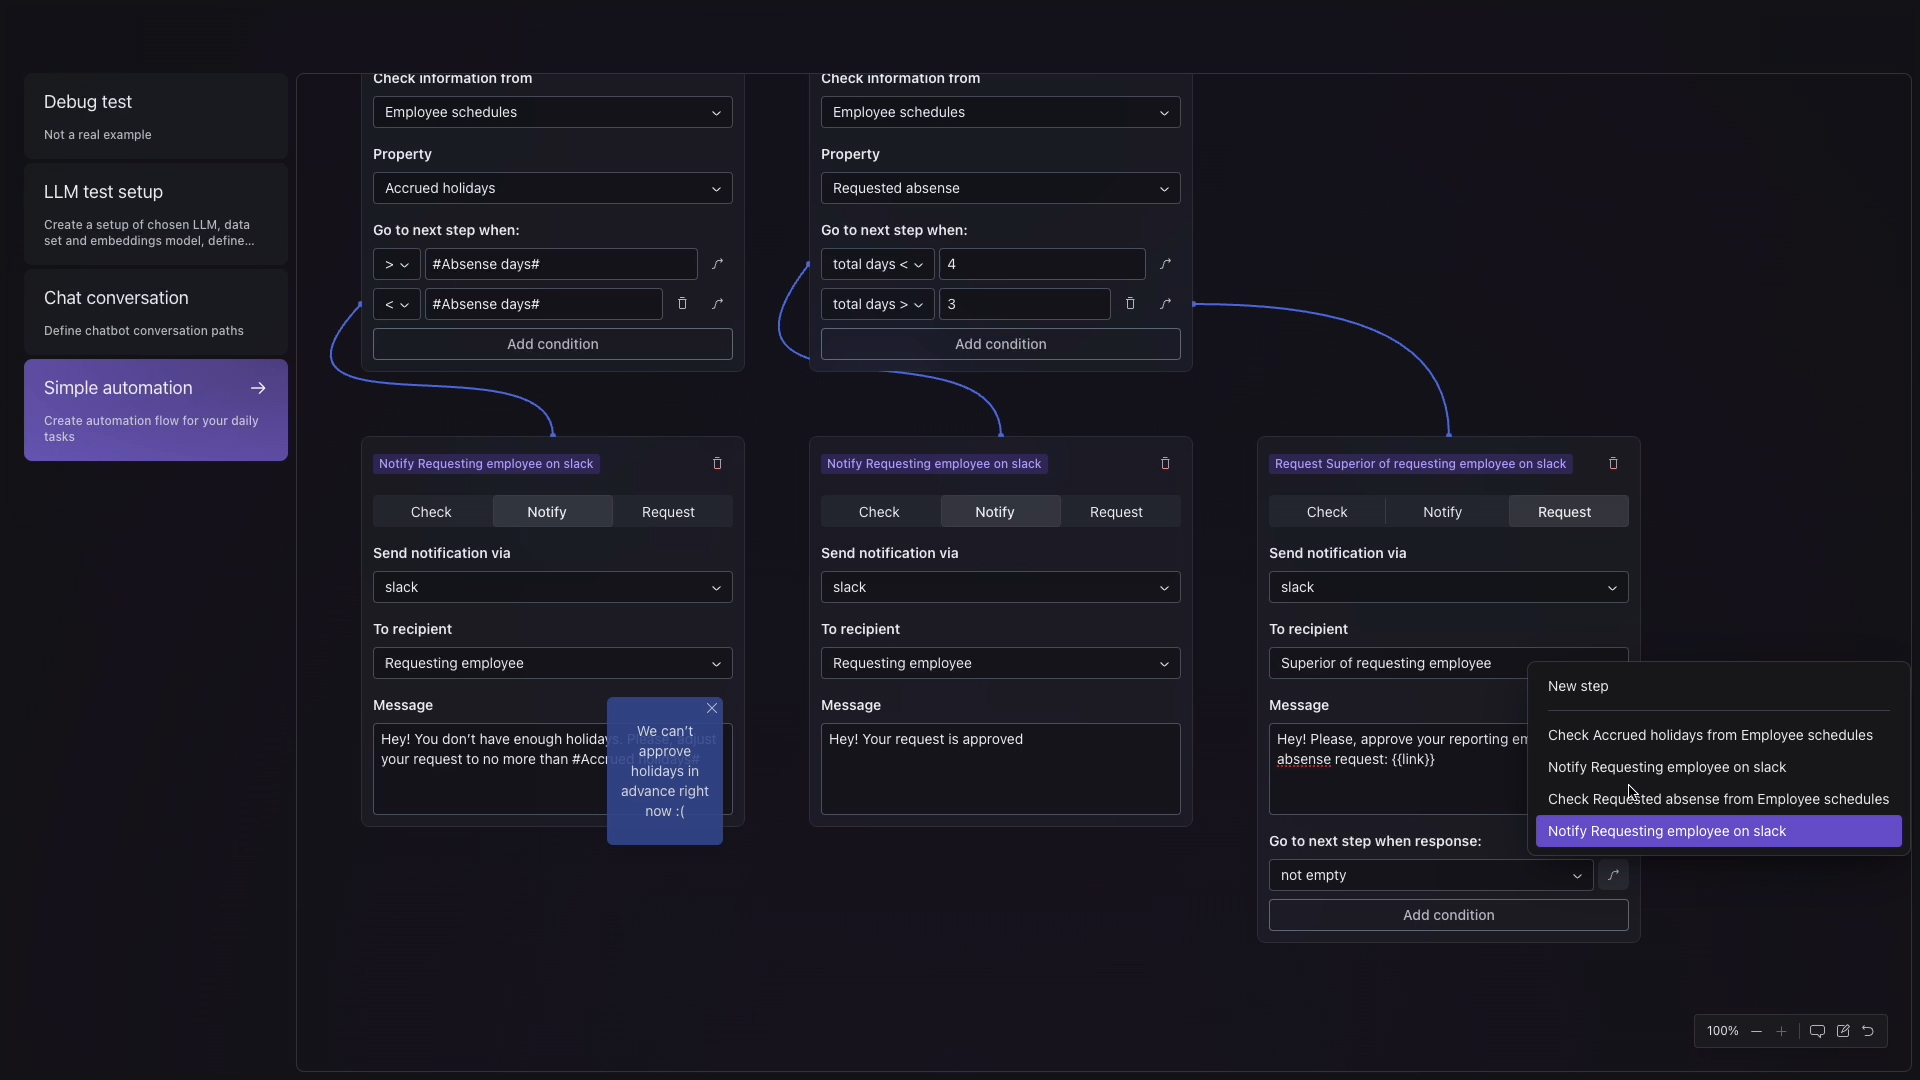 Debug test
Not a real example
LLM test setup
Create a setup of chosen LLM, data
set and embeddings model, define...
Chat conversation
Define chatbot conversation paths
Simple automation
Create automation flow for your daily
tasks
Check information from
Employee schedules
Property
Accrued holidays
Go to next step when:
> #Absense days#
< #Absense days#
Add condition
Check information from
Employee schedules
Property
Requested absense
Go to next step when:
total days < 4
total days > 3
Add condition
Notify Requesting employee on slack
Check Notify Request
Send notification via
slack
To recipient
Requesting employee
Message
Hey! You don't have enough holidays. Please, adjust
your request to no more than #Accrued holidays#
We can't
approve
holidays in
advance right
now :(
Notify Requesting employee on slack
Check Notify Request
Send notification via
slack
To recipient
Requesting employee
Message
Hey! Your request is approved
Request Superior of requesting employee on slack
Check Notify Request
Send notification via
slack
To recipient
Superior of requesting employee
Message
Hey! Please, approve your reporting
absense request: {{link}}
Go to next step when response:
not empty
Add condition
New step
Check Accrued holidays from Employee schedules
Notify Requesting employee on slack
Check Requested absense from Employee schedules
Notify Requesting employee on slack
100%